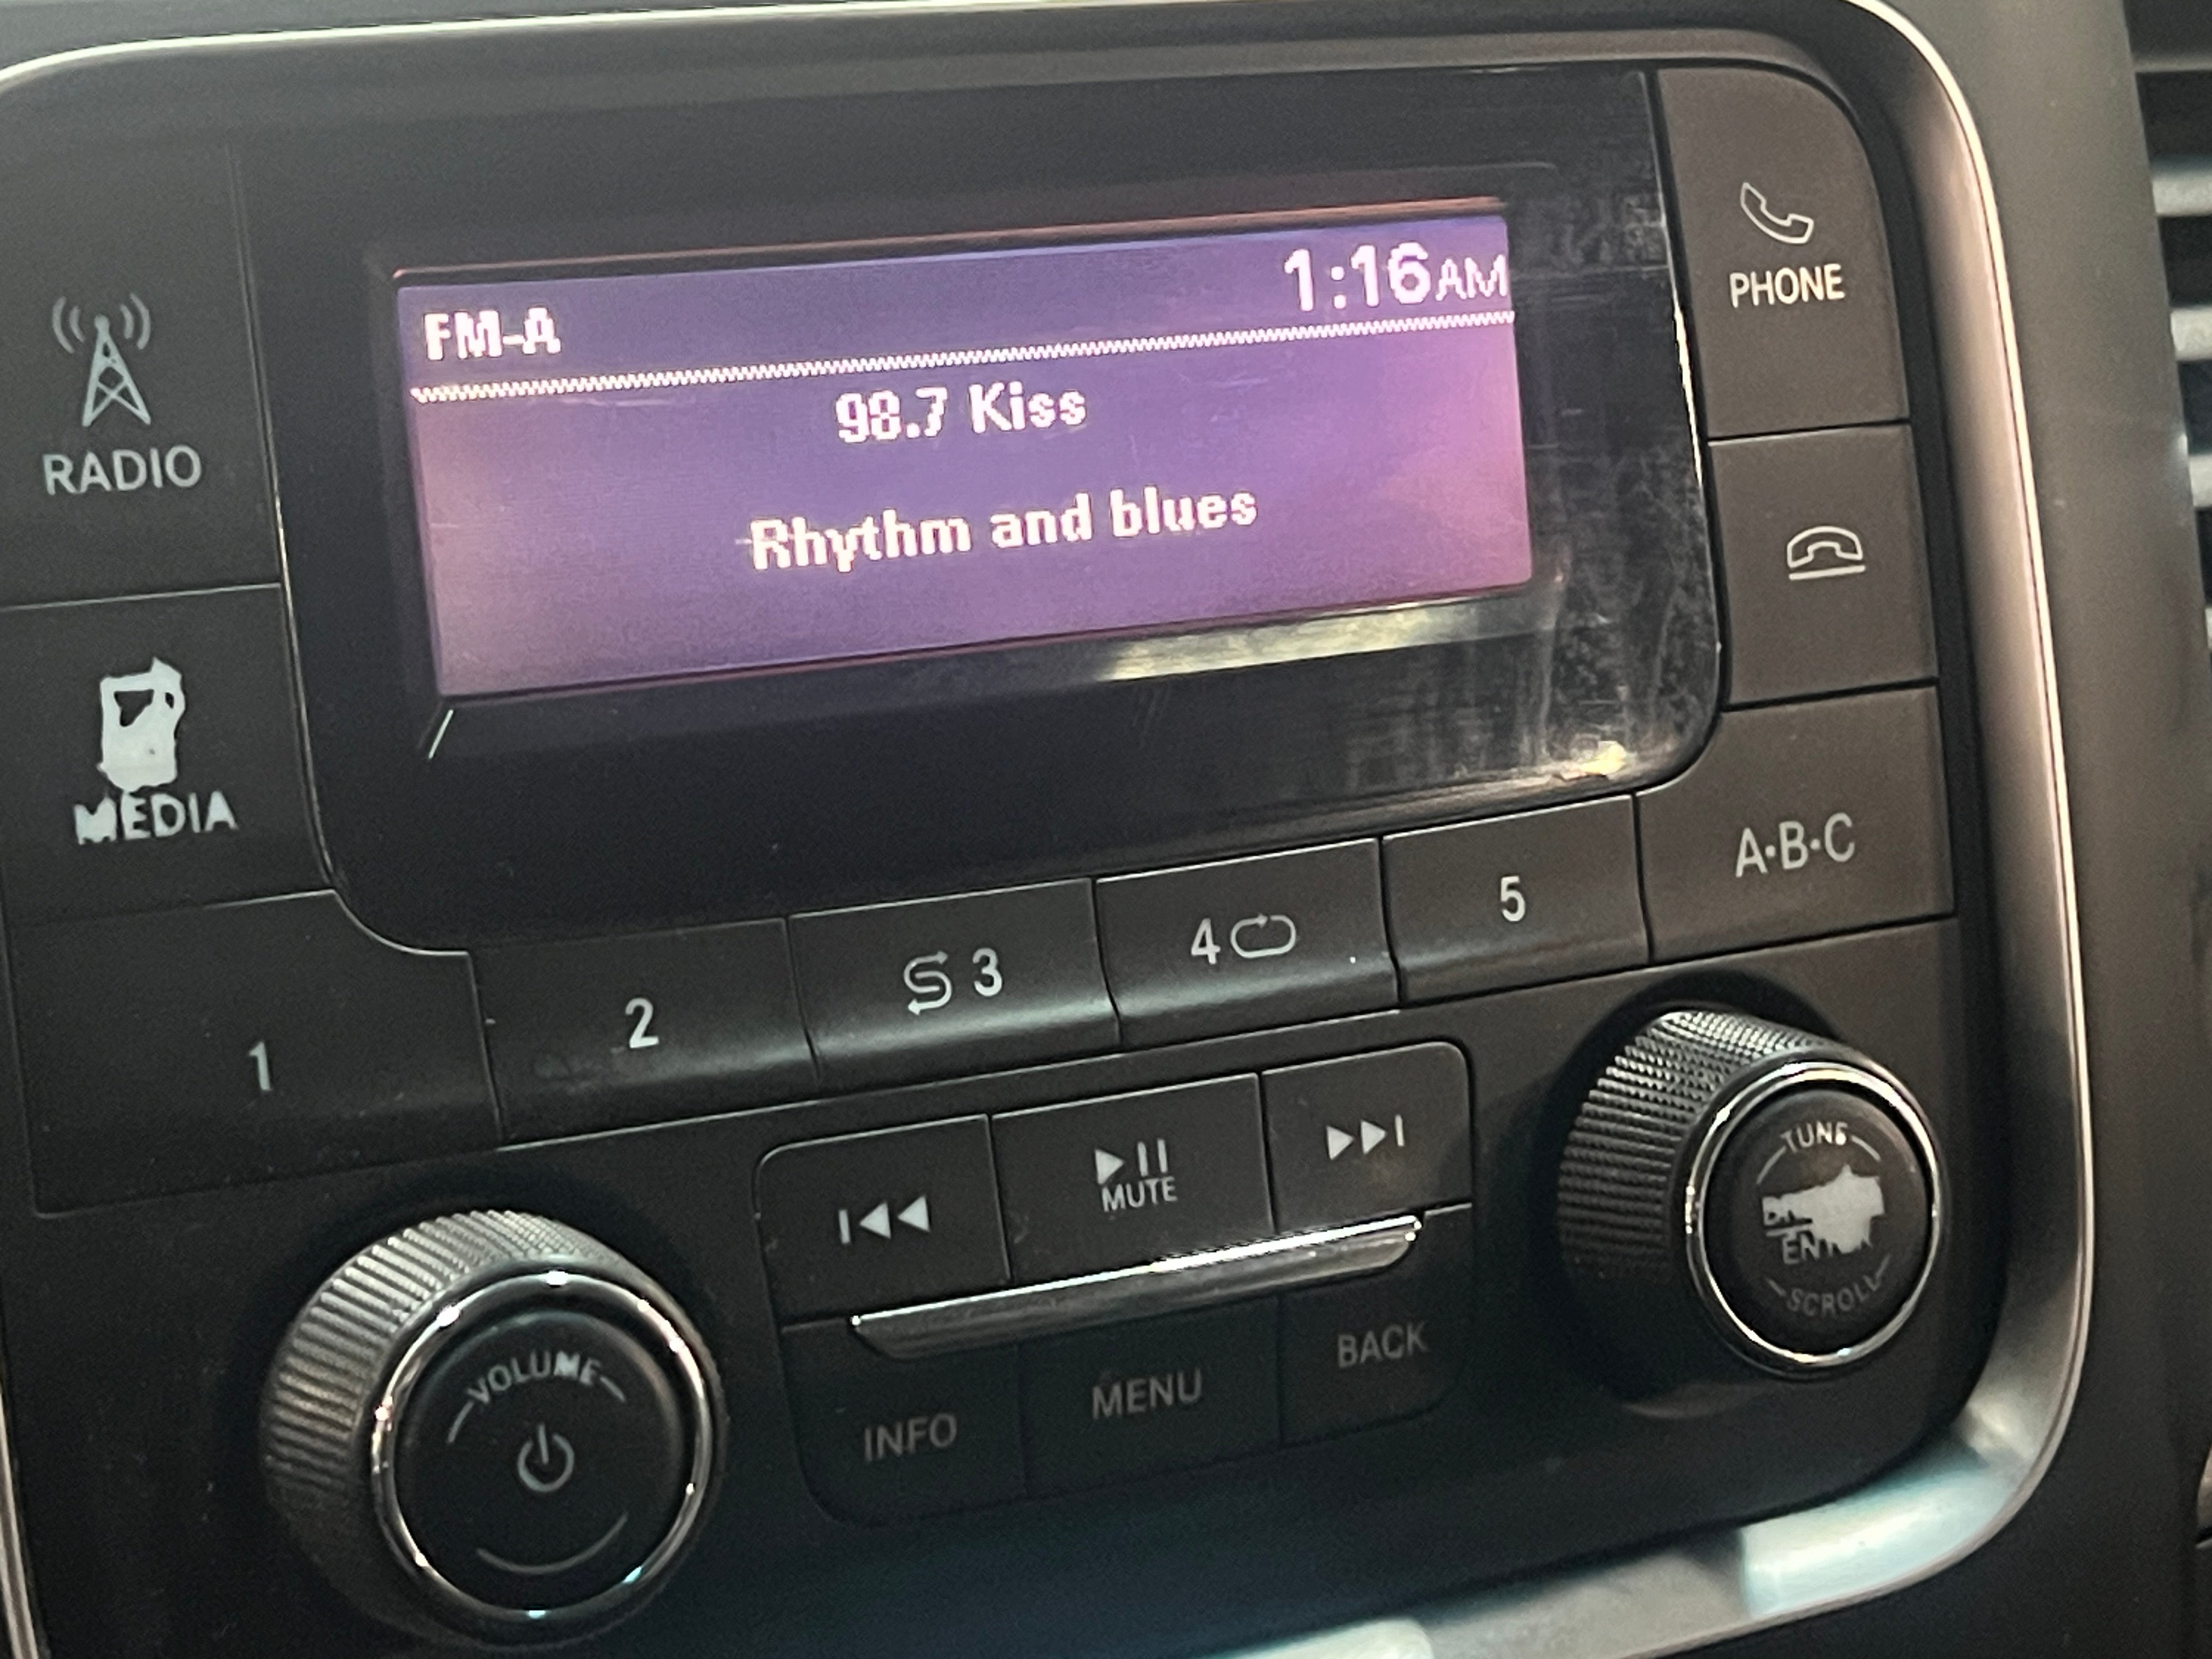 FM-A
1:16AM
98.7 Kiss
Rhythm and blues
RADIO
PHONE
MEDIA
A·B·C
1
2
3
4
5
MUTE
INFO
MENU
BACK
VOLUME
TUNE
SCROLL